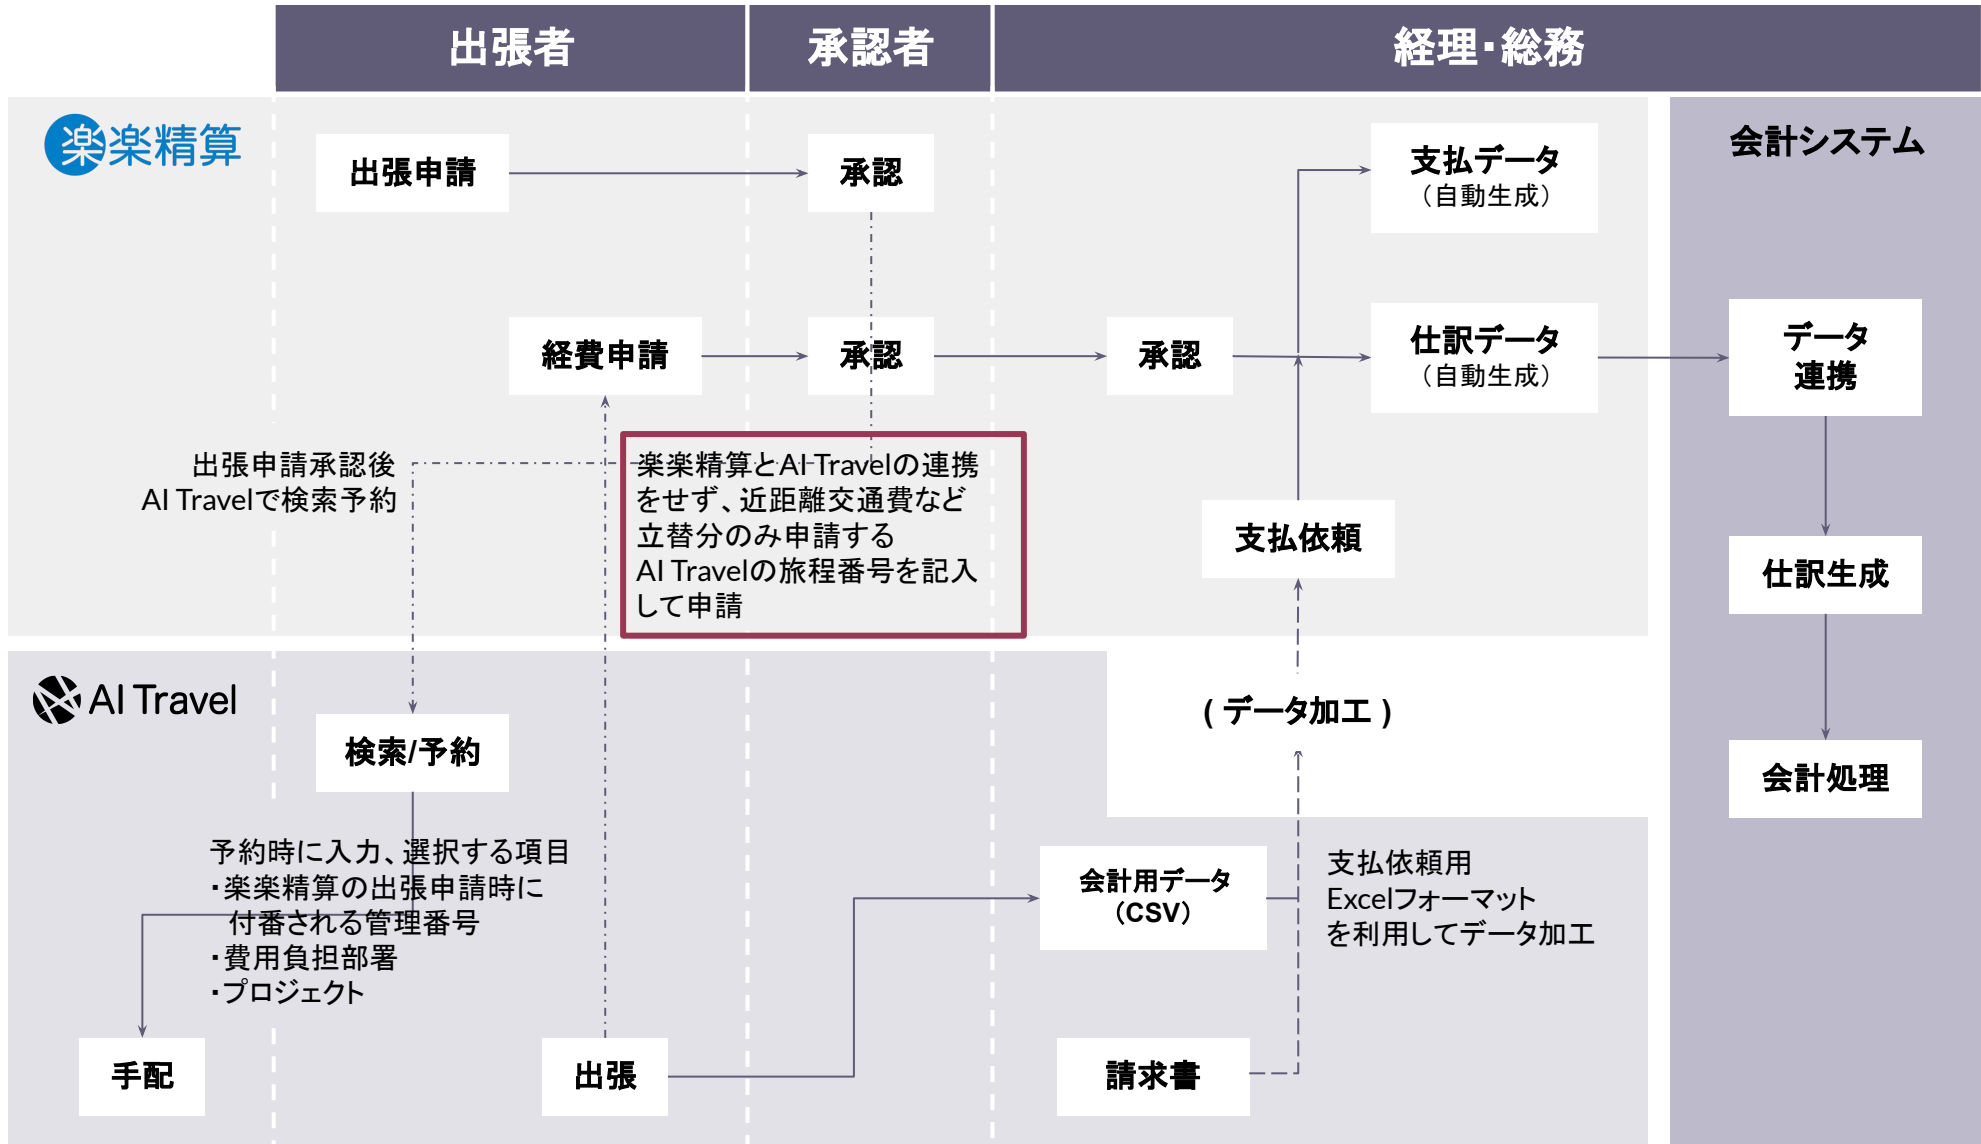 出張者
承認者
経理・総務
楽楽精算
出張申請
承認
支払データ
（自動生成）
会計システム
経費申請
承認
承認
仕訳データ
（自動生成）
データ
連携
出張申請承認後
AI Travelで検索予約
楽楽精算とAI Travelの連携
をせず、近距離交通費など
立替分のみ申請する
AI Travelの旅程番号を記入
して申請
支払依頼
仕訳生成
AI Travel
検索/予約
( データ加工 )
会計処理
予約時に入力、選択する項目
・楽楽精算の出張申請時に
付番される管理番号
・費用負担部署
・プロジェクト
会計用データ
（CSV）
支払依頼用
Excelフォーマット
を利用してデータ加工
手配
出張
請求書